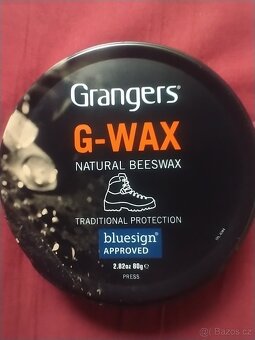 Grangers®
G-WAX
NATURAL BEESWAX
TRADITIONAL PROTECTION
bluesign®
APPROVED
2.82oz 80g℮
PRESS
Bazos.cz